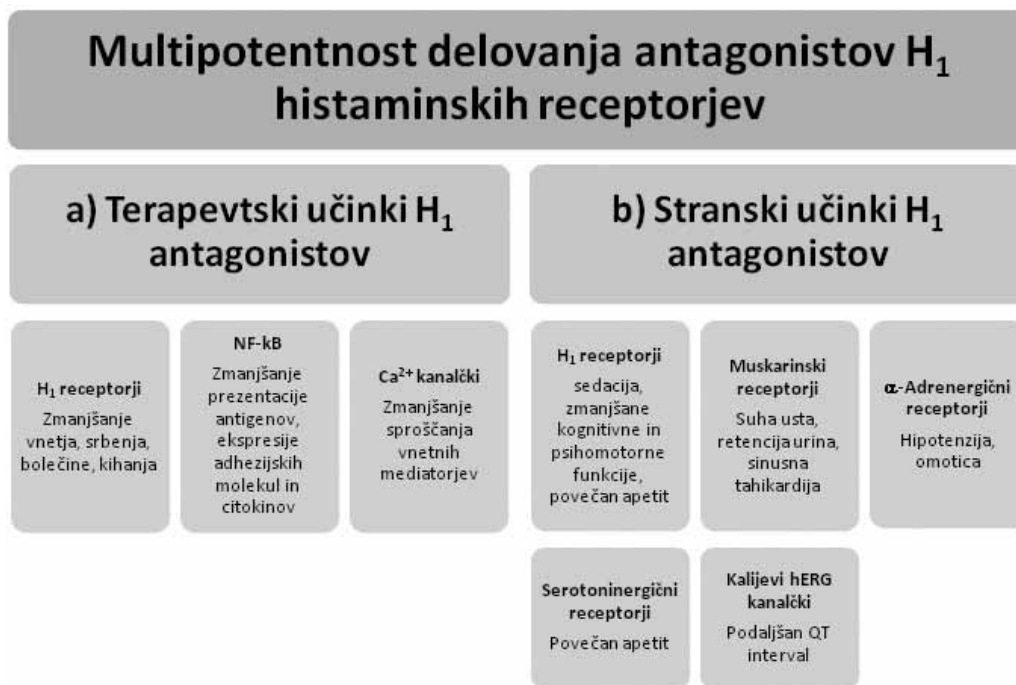 Multipotentnost delovanja antagonistov H₁
histaminskih receptorjev
a) Terapevtski učinki H₁
antagonistov
b) Stranski učinki H₁
antagonistov
H₁ receptorji
Zmanjšanje
vnetja, srbenja,
bolečine, kihanja
NF-kB
Zmanjšanje
prezentacije
antigenov,
ekspresije
adhezijskih
molekul in
citokinov
Ca²⁺ kanalčki
Zmanjšanje
sproščanja
vnetnih
mediatorjev
H₁ receptorji
sedacija,
zmanjšane
kognitivne in
psihomotorne
funkcije,
povečan apetit
Muskarinski
receptorji
Suha usta,
retencija urina,
sinusna
tahikardija
α-Adrenergični
receptorji
Hipotenzija,
omotica
Serotoninergični
receptorji
Povečan apetit
Kalijevi hERG
kanalčki
Podaljšan QT
interval